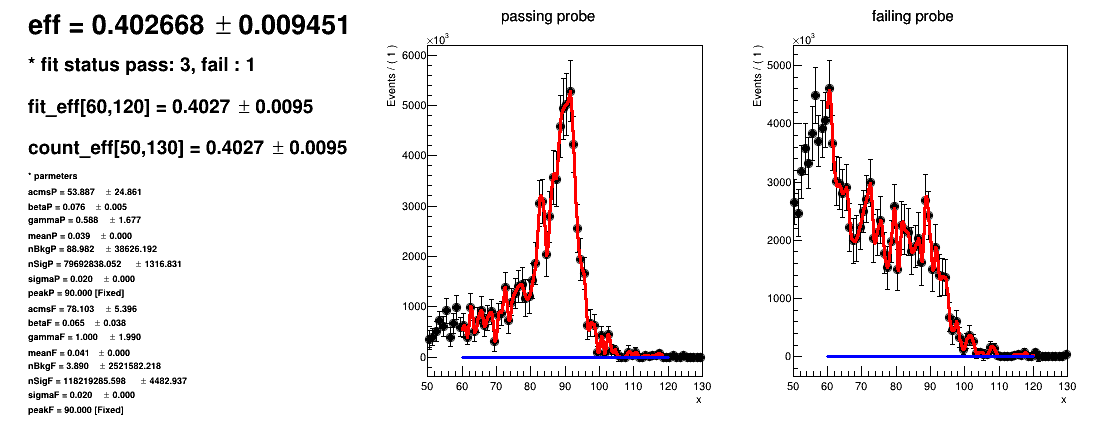 eff = 0.402668 ± 0.009451
* fit status pass: 3, fail : 1
fit_eff[60,120] = 0.4027 ± 0.0095
count_eff[50,130] = 0.4027 ± 0.0095
* parmeters
acmsP = 53.887 ± 24.861
betaP = 0.076 ± 0.005
gammaP = 0.588 ± 1.677
meanP = 0.039 ± 0.000
nBkgP = 88.982 ± 38626.192
nSigP = 79692838.052 ± 1316.831
sigmaP = 0.020 ± 0.000
peakP = 90.000 [Fixed]
acmsF = 78.103 ± 5.396
betaF = 0.065 ± 0.038
gammaF = 1.000 ± 1.990
meanF = 0.041 ± 0.000
nBkgF = 3.890 ± 2521582.218
nSigF = 118219285.598 ± 4482.937
sigmaF = 0.020 ± 0.000
peakF = 90.000 [Fixed]
passing probe
×10³
Events / ( 1 )
6000
5000
4000
3000
2000
1000
0
50 60 70 80 90 100 110 120 130
x
failing probe
×10³
Events / ( 1 )
5000
4000
3000
2000
1000
0
50 60 70 80 90 100 110 120 130
x